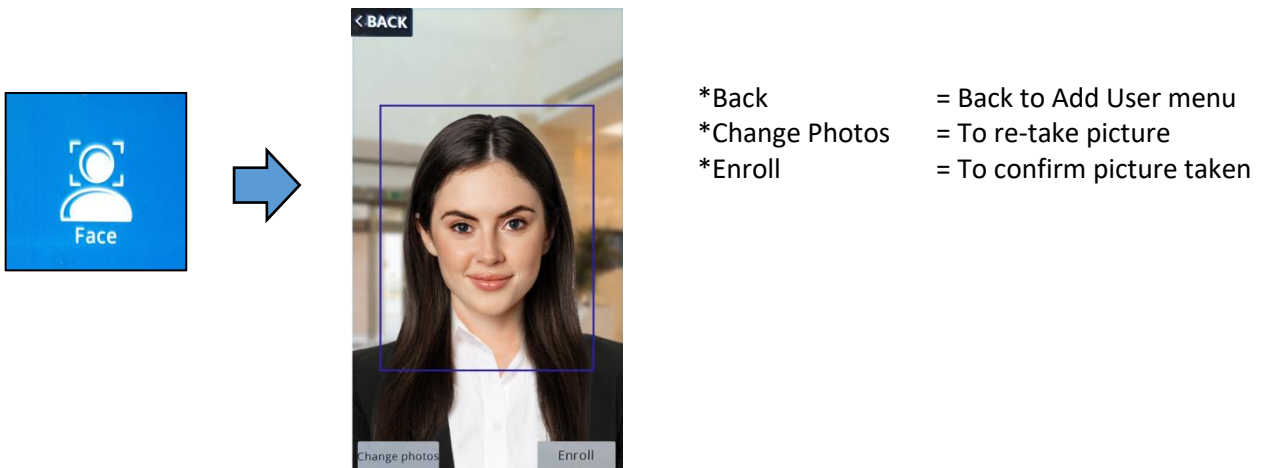 < BACK
Face
Change photos
Enroll
*Back = Back to Add User menu
*Change Photos = To re-take picture
*Enroll = To confirm picture taken